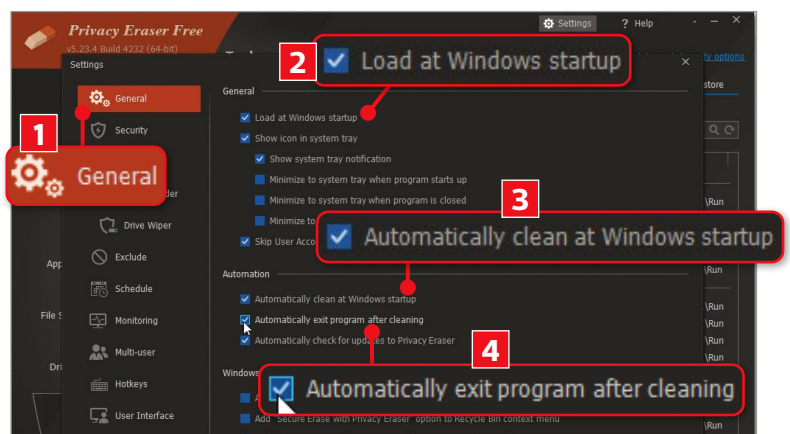 Privacy Eraser Free
v5.23.4 Build 4232 (64-bit)
Settings
? Help
Settings
2
Load at Windows startup
General
Security
General
Load at Windows startup
Show icon in system tray
Show system tray notification
Minimize to system tray when program starts up
Minimize to system tray when program is closed
Minimize to
Skip User Acco
1
General
Drive Wiper
Exclude
Schedule
Monitoring
Multi-user
Hotkeys
User Interface
3
Automatically clean at Windows startup
Automation
Automatically clean at Windows startup
Automatically exit program after cleaning
Automatically check for updates to Privacy Eraser
4
Windows
Automatically exit program after cleaning
Add "Secure Erase with Privacy Eraser" option to Recycle Bin context menu
ty options
store
\Run
\Run
\Run
\Run
\Run
\Run
App
File S
Dri